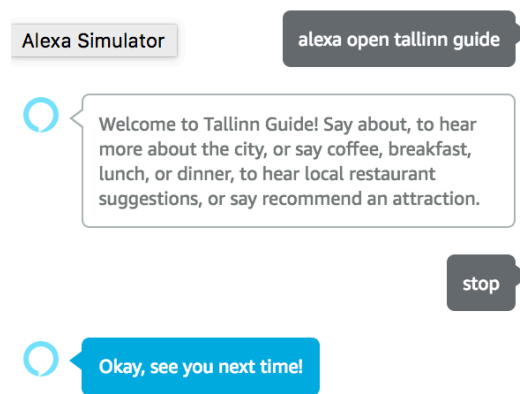 Alexa Simulator
alexa open tallinn guide
Welcome to Tallinn Guide! Say about, to hear
more about the city, or say coffee, breakfast,
lunch, or dinner, to hear local restaurant
suggestions, or say recommend an attraction.
stop
Okay, see you next time!